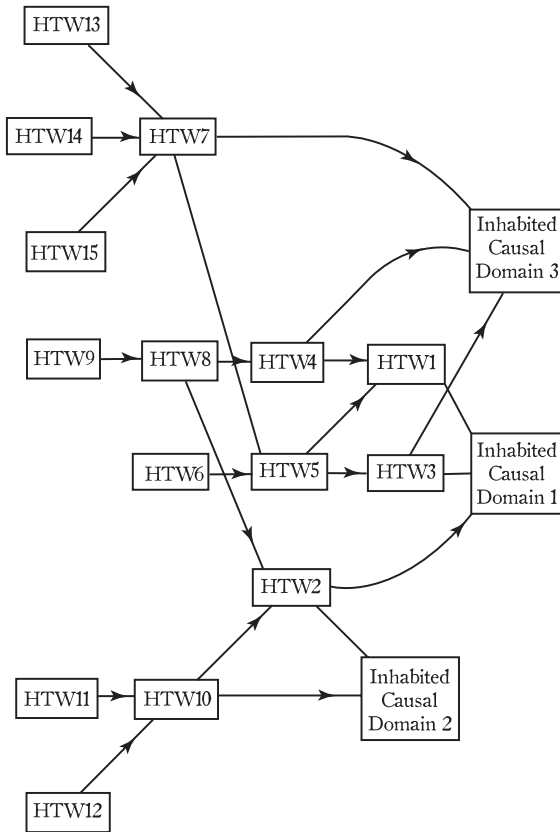 HTW13
HTW14
HTW7
HTW15
Inhabited
Causal
Domain 3
HTW9
HTW8
HTW4
HTW1
HTW6
HTW5
HTW3
Inhabited
Causal
Domain 1
HTW2
HTW11
HTW10
Inhabited
Causal
Domain 2
HTW12